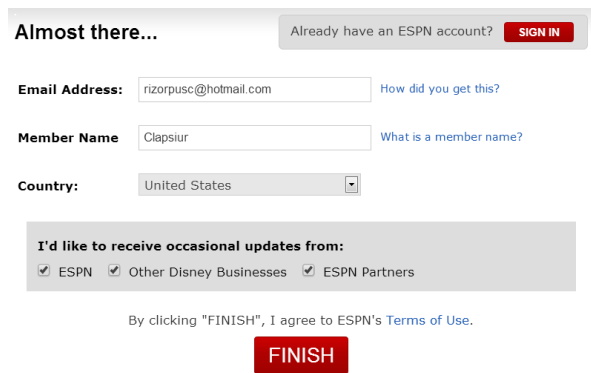 Almost there...
Already have an ESPN account? SIGN IN
Email Address: rizorpusc@hotmail.com How did you get this?
Member Name Clapsiur What is a member name?
Country: United States
I'd like to receive occasional updates from:
ESPN Other Disney Businesses ESPN Partners
By clicking "FINISH", I agree to ESPN's Terms of Use.
FINISH